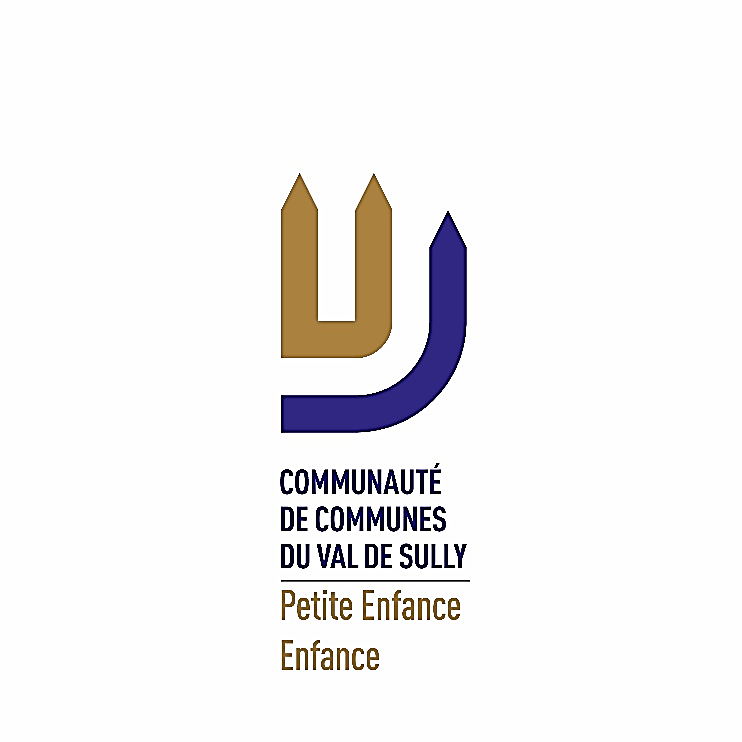 COMMUNAUTÉ
DE COMMUNES
DU VAL DE SULLY
Petite Enfance
Enfance